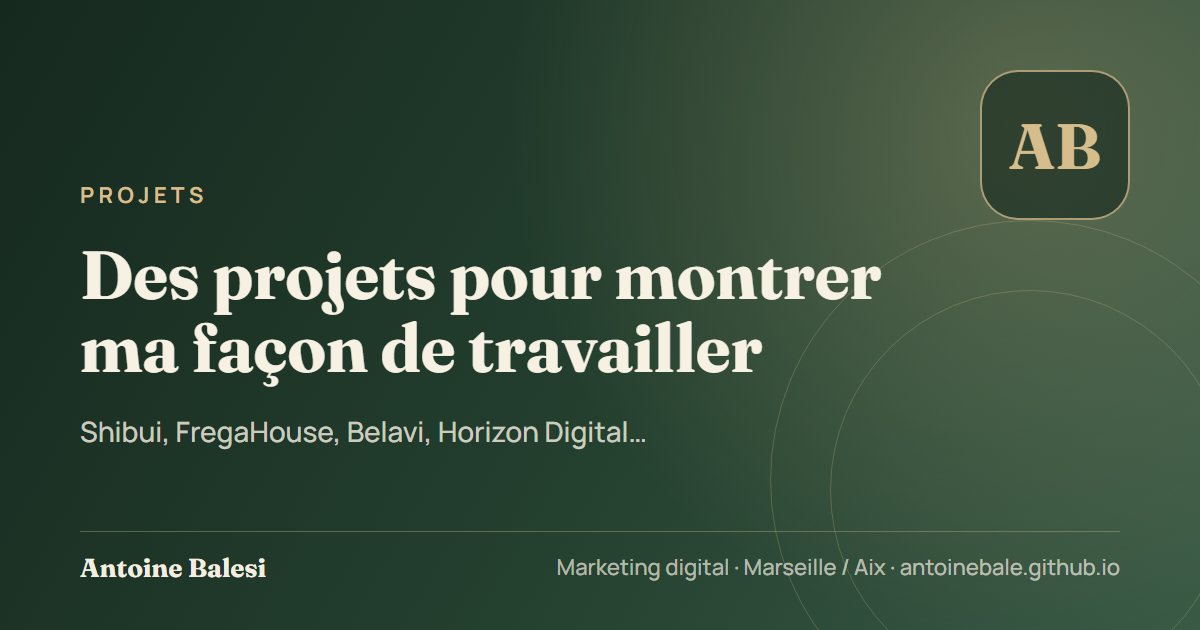 AB
PROJETS
Des projets pour montrer
ma façon de travailler
Shibui, FregaHouse, Belavi, Horizon Digital…
Antoine Balesi
Marketing digital · Marseille / Aix · antoinebale.github.io